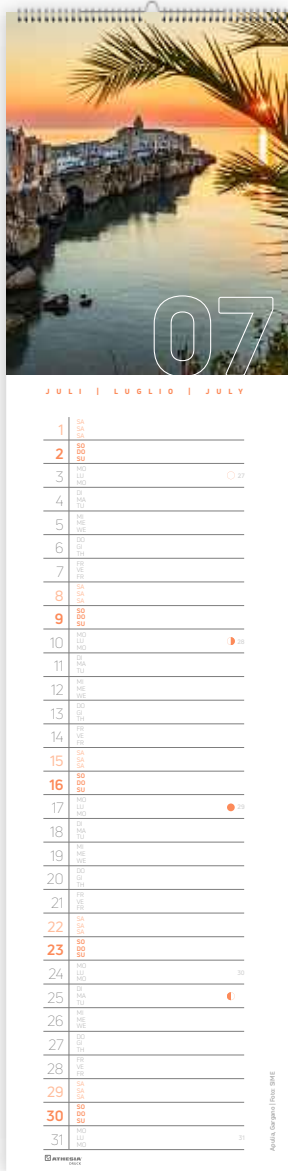 07
JULI | LUGLIO | JULY
1 SA SA SA
2 SO DO SU
3 MO LU MO 27
4 DI MA TU
5 MI ME WE
6 DO GI TH
7 FR VE FR
8 SA SA SA
9 SO DO SU
10 MO LU MO 28
11 DI MA TU
12 MI ME WE
13 DO GI TH
14 FR VE FR
15 SA SA SA
16 SO DO SU
17 MO LU MO 29
18 DI MA TU
19 MI ME WE
20 DO GI TH
21 FR VE FR
22 SA SA SA
23 SO DO SU
24 MO LU MO 30
25 DI MA TU
26 MI ME WE
27 DO GI TH
28 FR VE FR
29 SA SA SA
30 SO DO SU
31 MO LU MO 31
ATHESIA
DRUCK
Apulia, Gargano | Foto: SIME